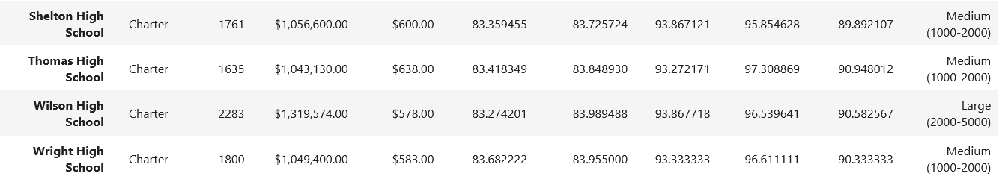 Shelton High
School Charter 1761 $1,056,600.00 $600.00 83.359455 83.725724 93.867121 95.854628 89.892107 Medium
(1000-2000)
Thomas High
School Charter 1635 $1,043,130.00 $638.00 83.418349 83.848930 93.272171 97.308869 90.948012 Medium
(1000-2000)
Wilson High
School Charter 2283 $1,319,574.00 $578.00 83.274201 83.989488 93.867718 96.539641 90.582567 Large
(2000-5000)
Wright High
School Charter 1800 $1,049,400.00 $583.00 83.682222 83.955000 93.333333 96.611111 90.333333 Medium
(1000-2000)